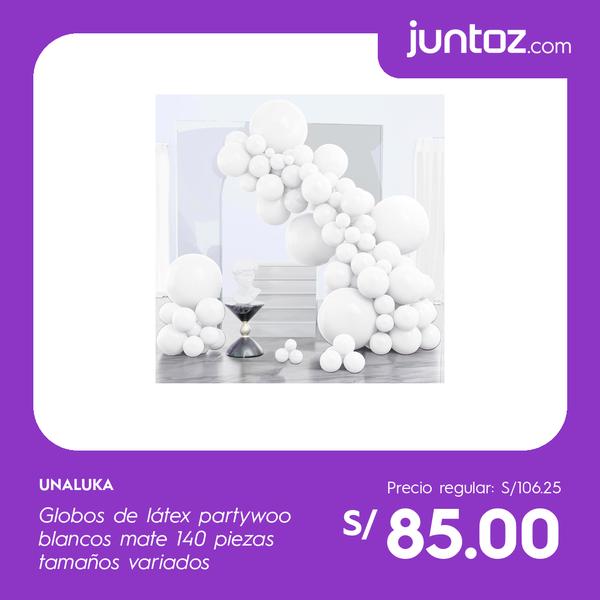 juntoz.com
UNALUKA
Globos de látex partywoo
blancos mate 140 piezas
tamaños variados
Precio regular: S/106.25
S/ 85.00